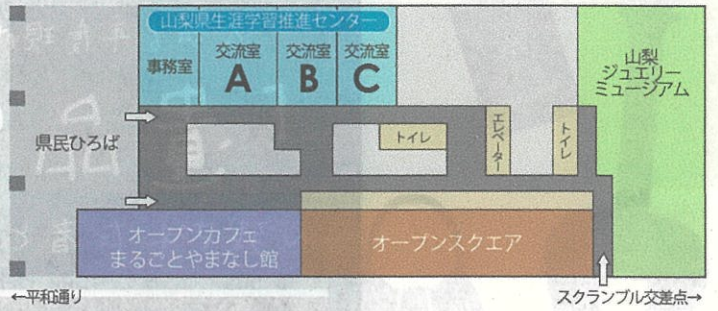 山梨県生涯学習推進センター
事務室
交流室
A
交流室
B
交流室
C
山梨
ジュエリー
ミュージアム
県民ひろば
トイレ
エレベーター
トイレ
オープンカフェ
まるごとやまなし館
オープンスクエア
←平和通り
スクランブル交差点→